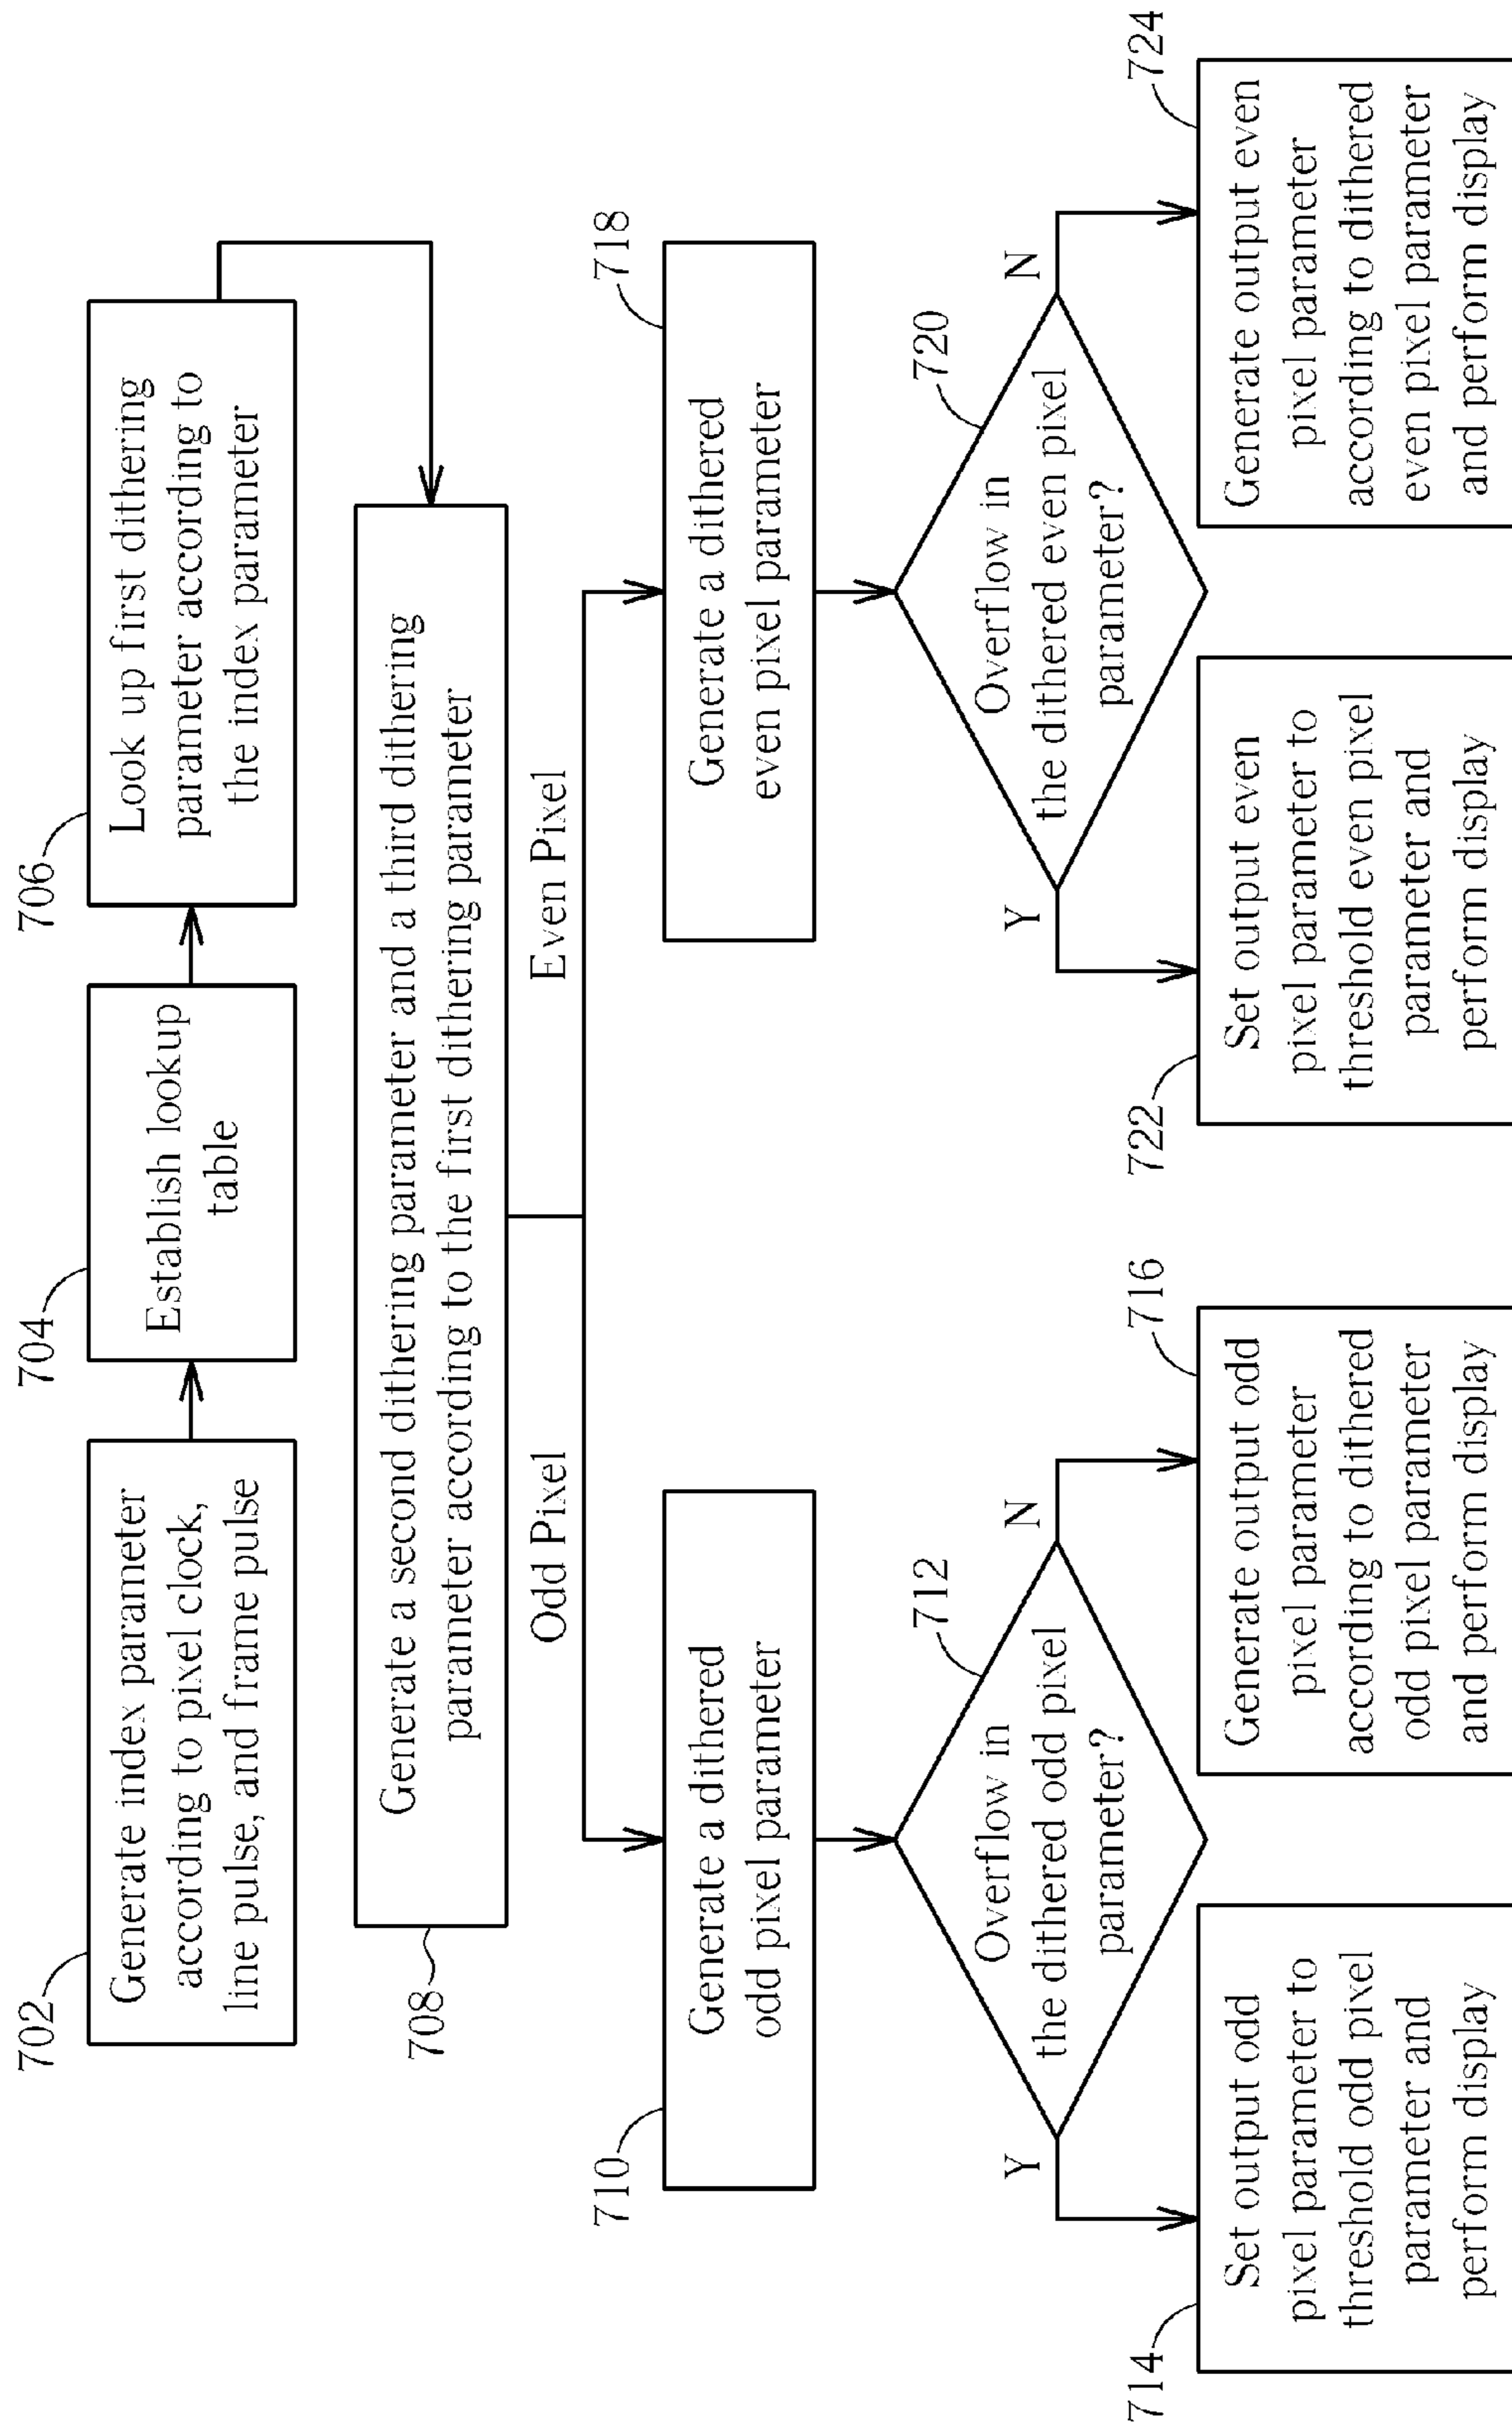 702
Generate index parameter
according to pixel clock,
line pulse, and frame pulse
704
Establish lookup
table
706
Look up first dithering
parameter according to
the index parameter
708
Generate a second dithering parameter and a third dithering
parameter according to the first dithering parameter
Odd Pixel
Even Pixel
710
Generate a dithered
odd pixel parameter
712
Overflow in
the dithered odd pixel
parameter?
Y
N
714
Set output odd
pixel parameter to
threshold odd pixel
parameter and
perform display
716
Generate output odd
pixel parameter
according to dithered
odd pixel parameter
and perform display
718
Generate a dithered
even pixel parameter
720
Overflow in
the dithered even pixel
parameter?
Y
N
722
Set output even
pixel parameter to
threshold even pixel
parameter and
perform display
724
Generate output even
pixel parameter
according to dithered
even pixel parameter
and perform display